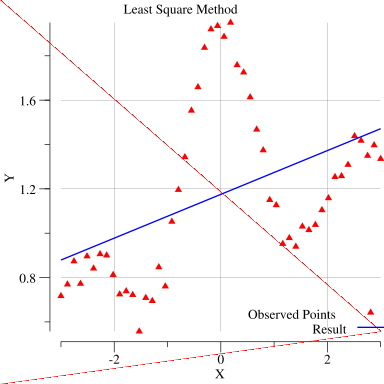 Least Square Method
1.6
1.2
0.8
Y
Observed Points
Result
-2
0
2
X